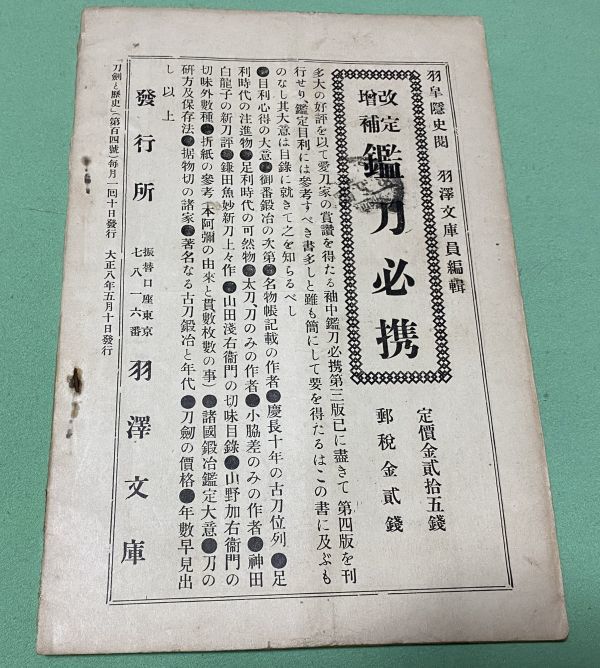 羽皐隱史閱　羽澤文庫員編輯
改定
增補
鑑刀必携
定價金貳拾五錢
郵稅金貳錢
多大の好評を以て愛刀家の賞讚を得たる袖中鑑刀必携第三版已に盡きて第四版を刊
行せり、鑑定目利には參考すべき書多しと雖も簡にして要を得たるはこの書に及ぶも
のなし其大意は目錄に就きて之を知らるべし
●目利心得の大意●御番鍛冶の次第●名物帳記載の作者●慶長十年の古刀位列●足
利時代の注進物●足利時代の可然物●太刀、刀のみの作者●小脇差のみの作者●神田
白龍子の新刀評●鎌田魚妙新刀上々作●山田淺右衞門の切味目錄●山野加右衞門の
切味外數種●折紙の參考(本阿彌の由來と貫數枚數の事)●諸國鍛冶鑑定大意●刀の
研方及保存法●据物切の諸家●著名なる古刀鍛冶と年代●刀劔の價格●年數早見出
し以上
發行所
振替口座東京
七八一六番
羽澤文庫
「刀劍と歷史」(第百四號)每月一回十日發行　大正八年五月十日發行